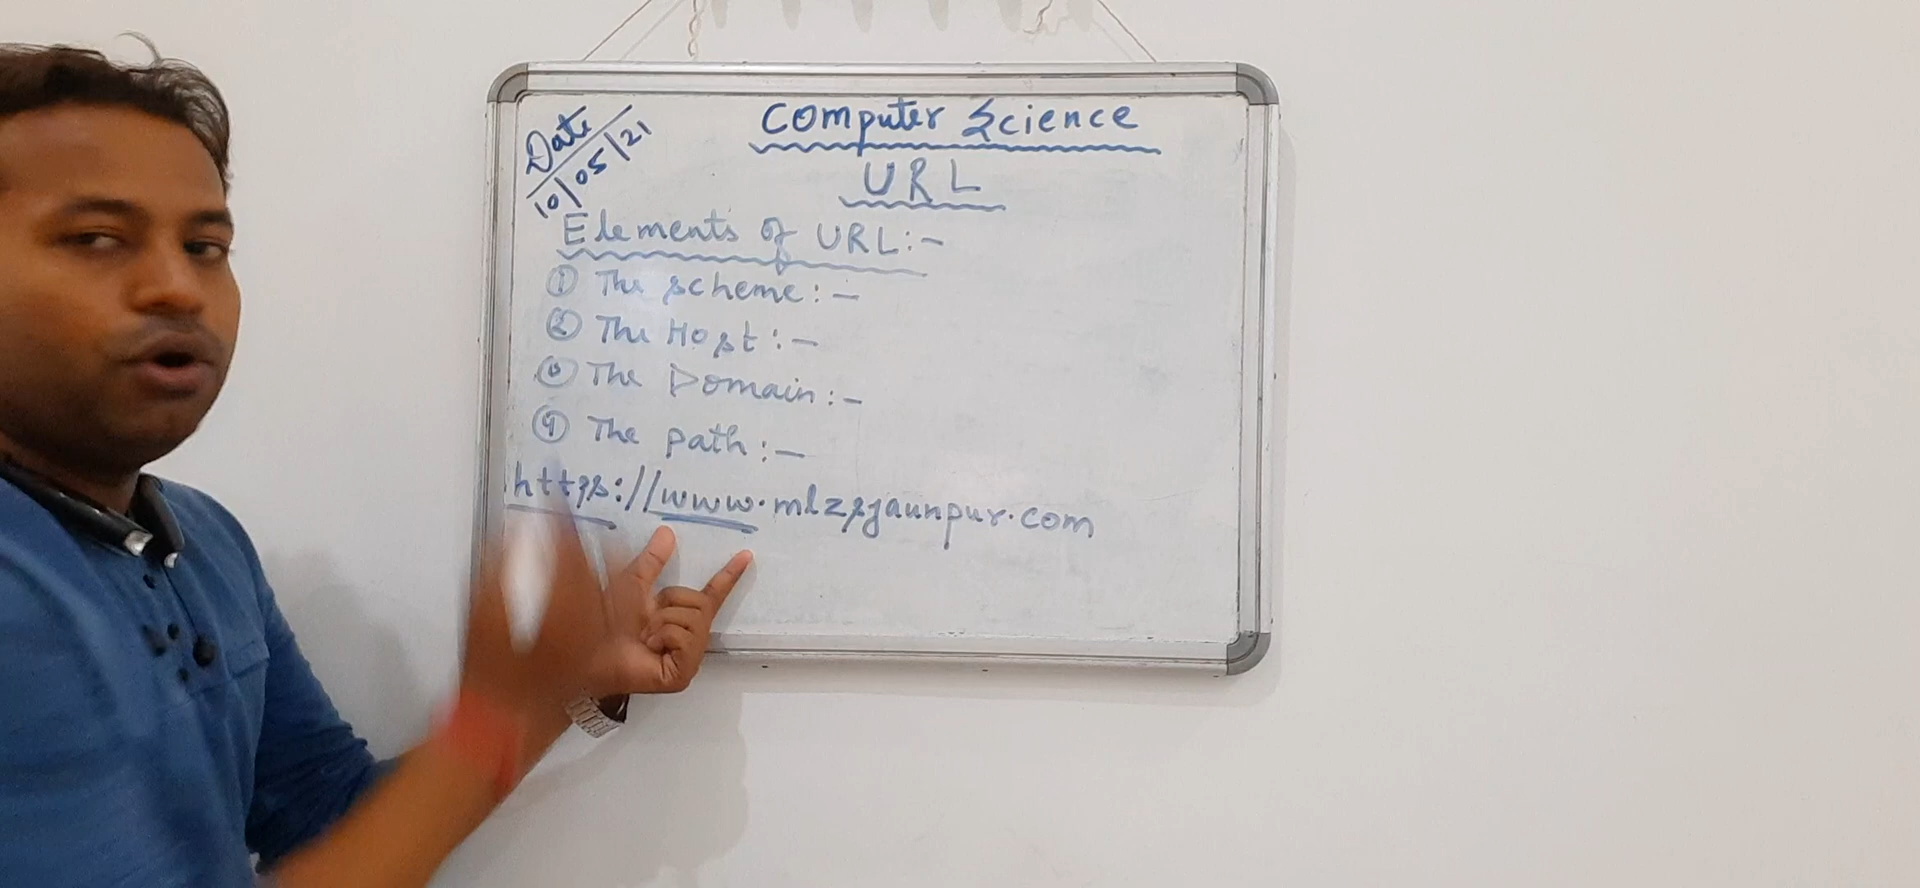 Date
10/05/21
Computer Science
URL
Elements of URL:-
① The scheme:-
② The Host:-
③ The Domain:-
④ The path:-
https://www.mlzsjaunpur.com